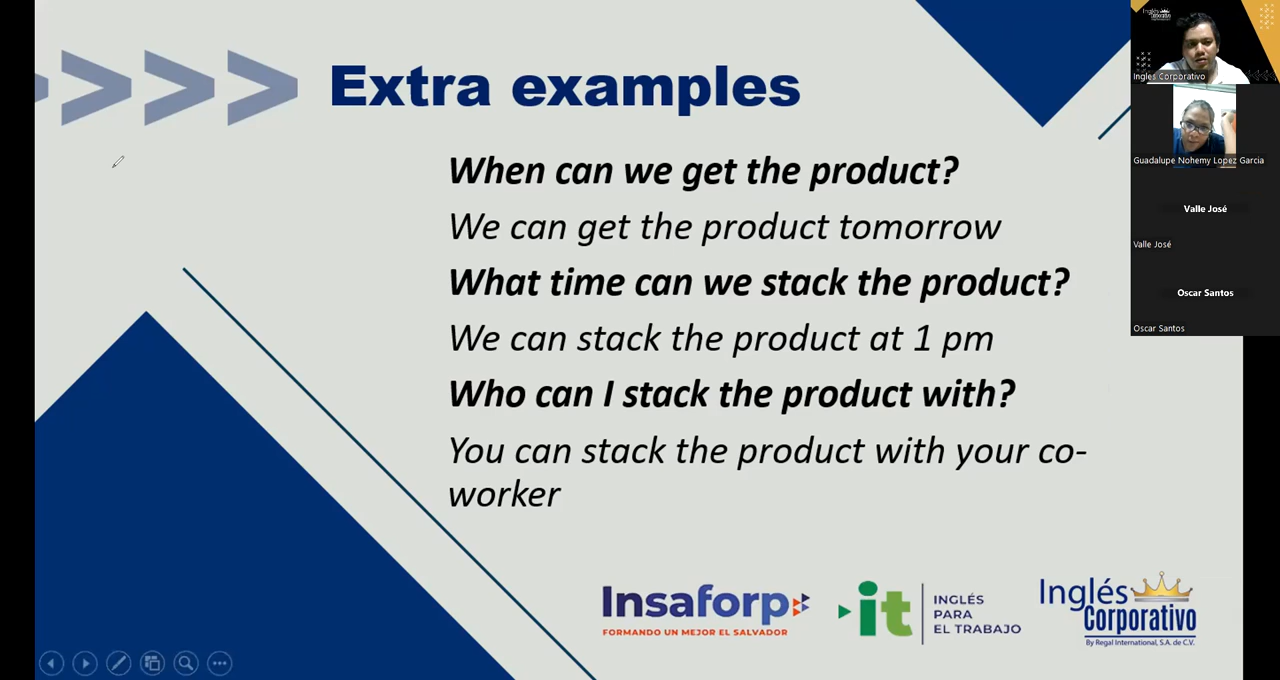 Extra examples
When can we get the product?
We can get the product tomorrow
What time can we stack the product?
We can stack the product at 1 pm
Who can I stack the product with?
You can stack the product with your co-
worker
Insaforp
FORMANDO UN MEJOR EL SALVADOR
it
INGLÉS
PARA
EL TRABAJO
Inglés
Corporativo
By Regal International, S.A. de C.V.
Inglés
Corporativo
Ingles Corporativo
Guadalupe Nohemy Lopez Garcia
Valle José
Valle José
Oscar Santos
Oscar Santos